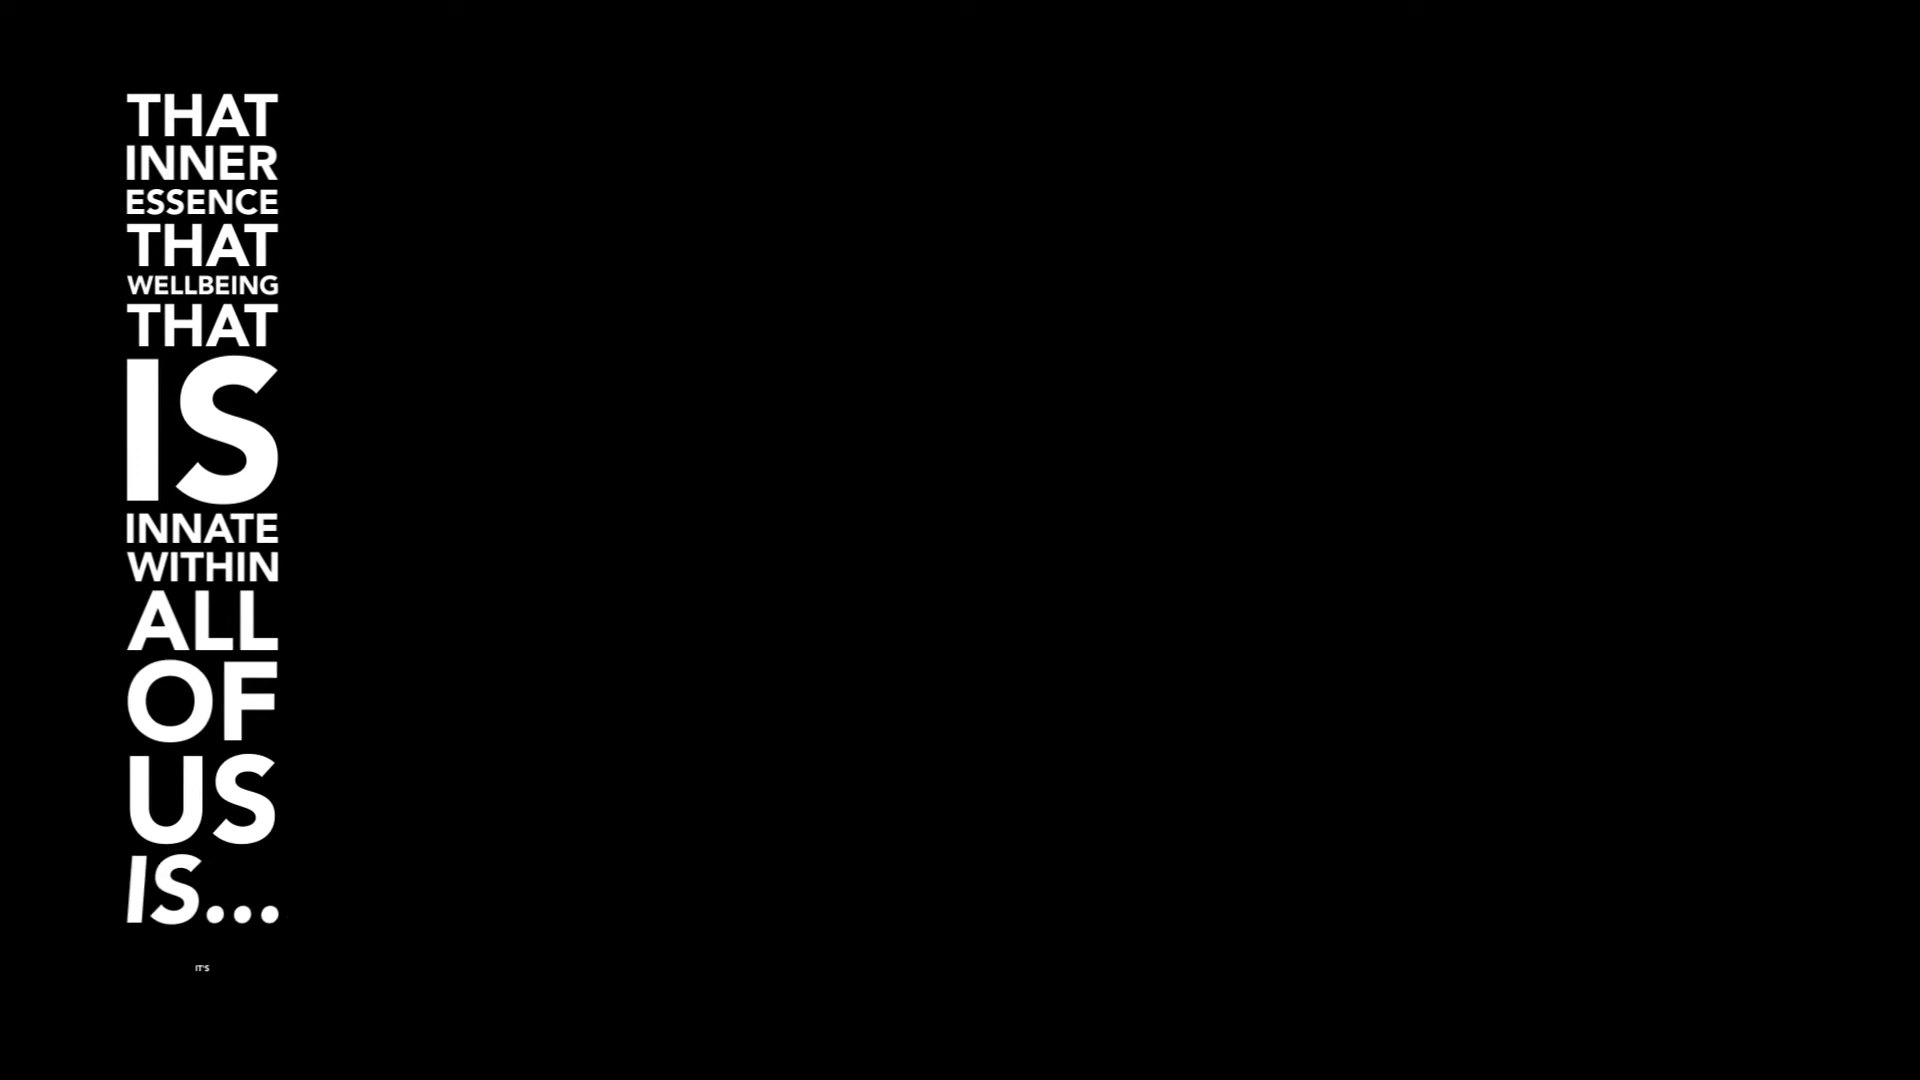 THAT
INNER
ESSENCE
THAT
WELLBEING
THAT
IS
INNATE
WITHIN
ALL
OF
US
IS...
IT'S